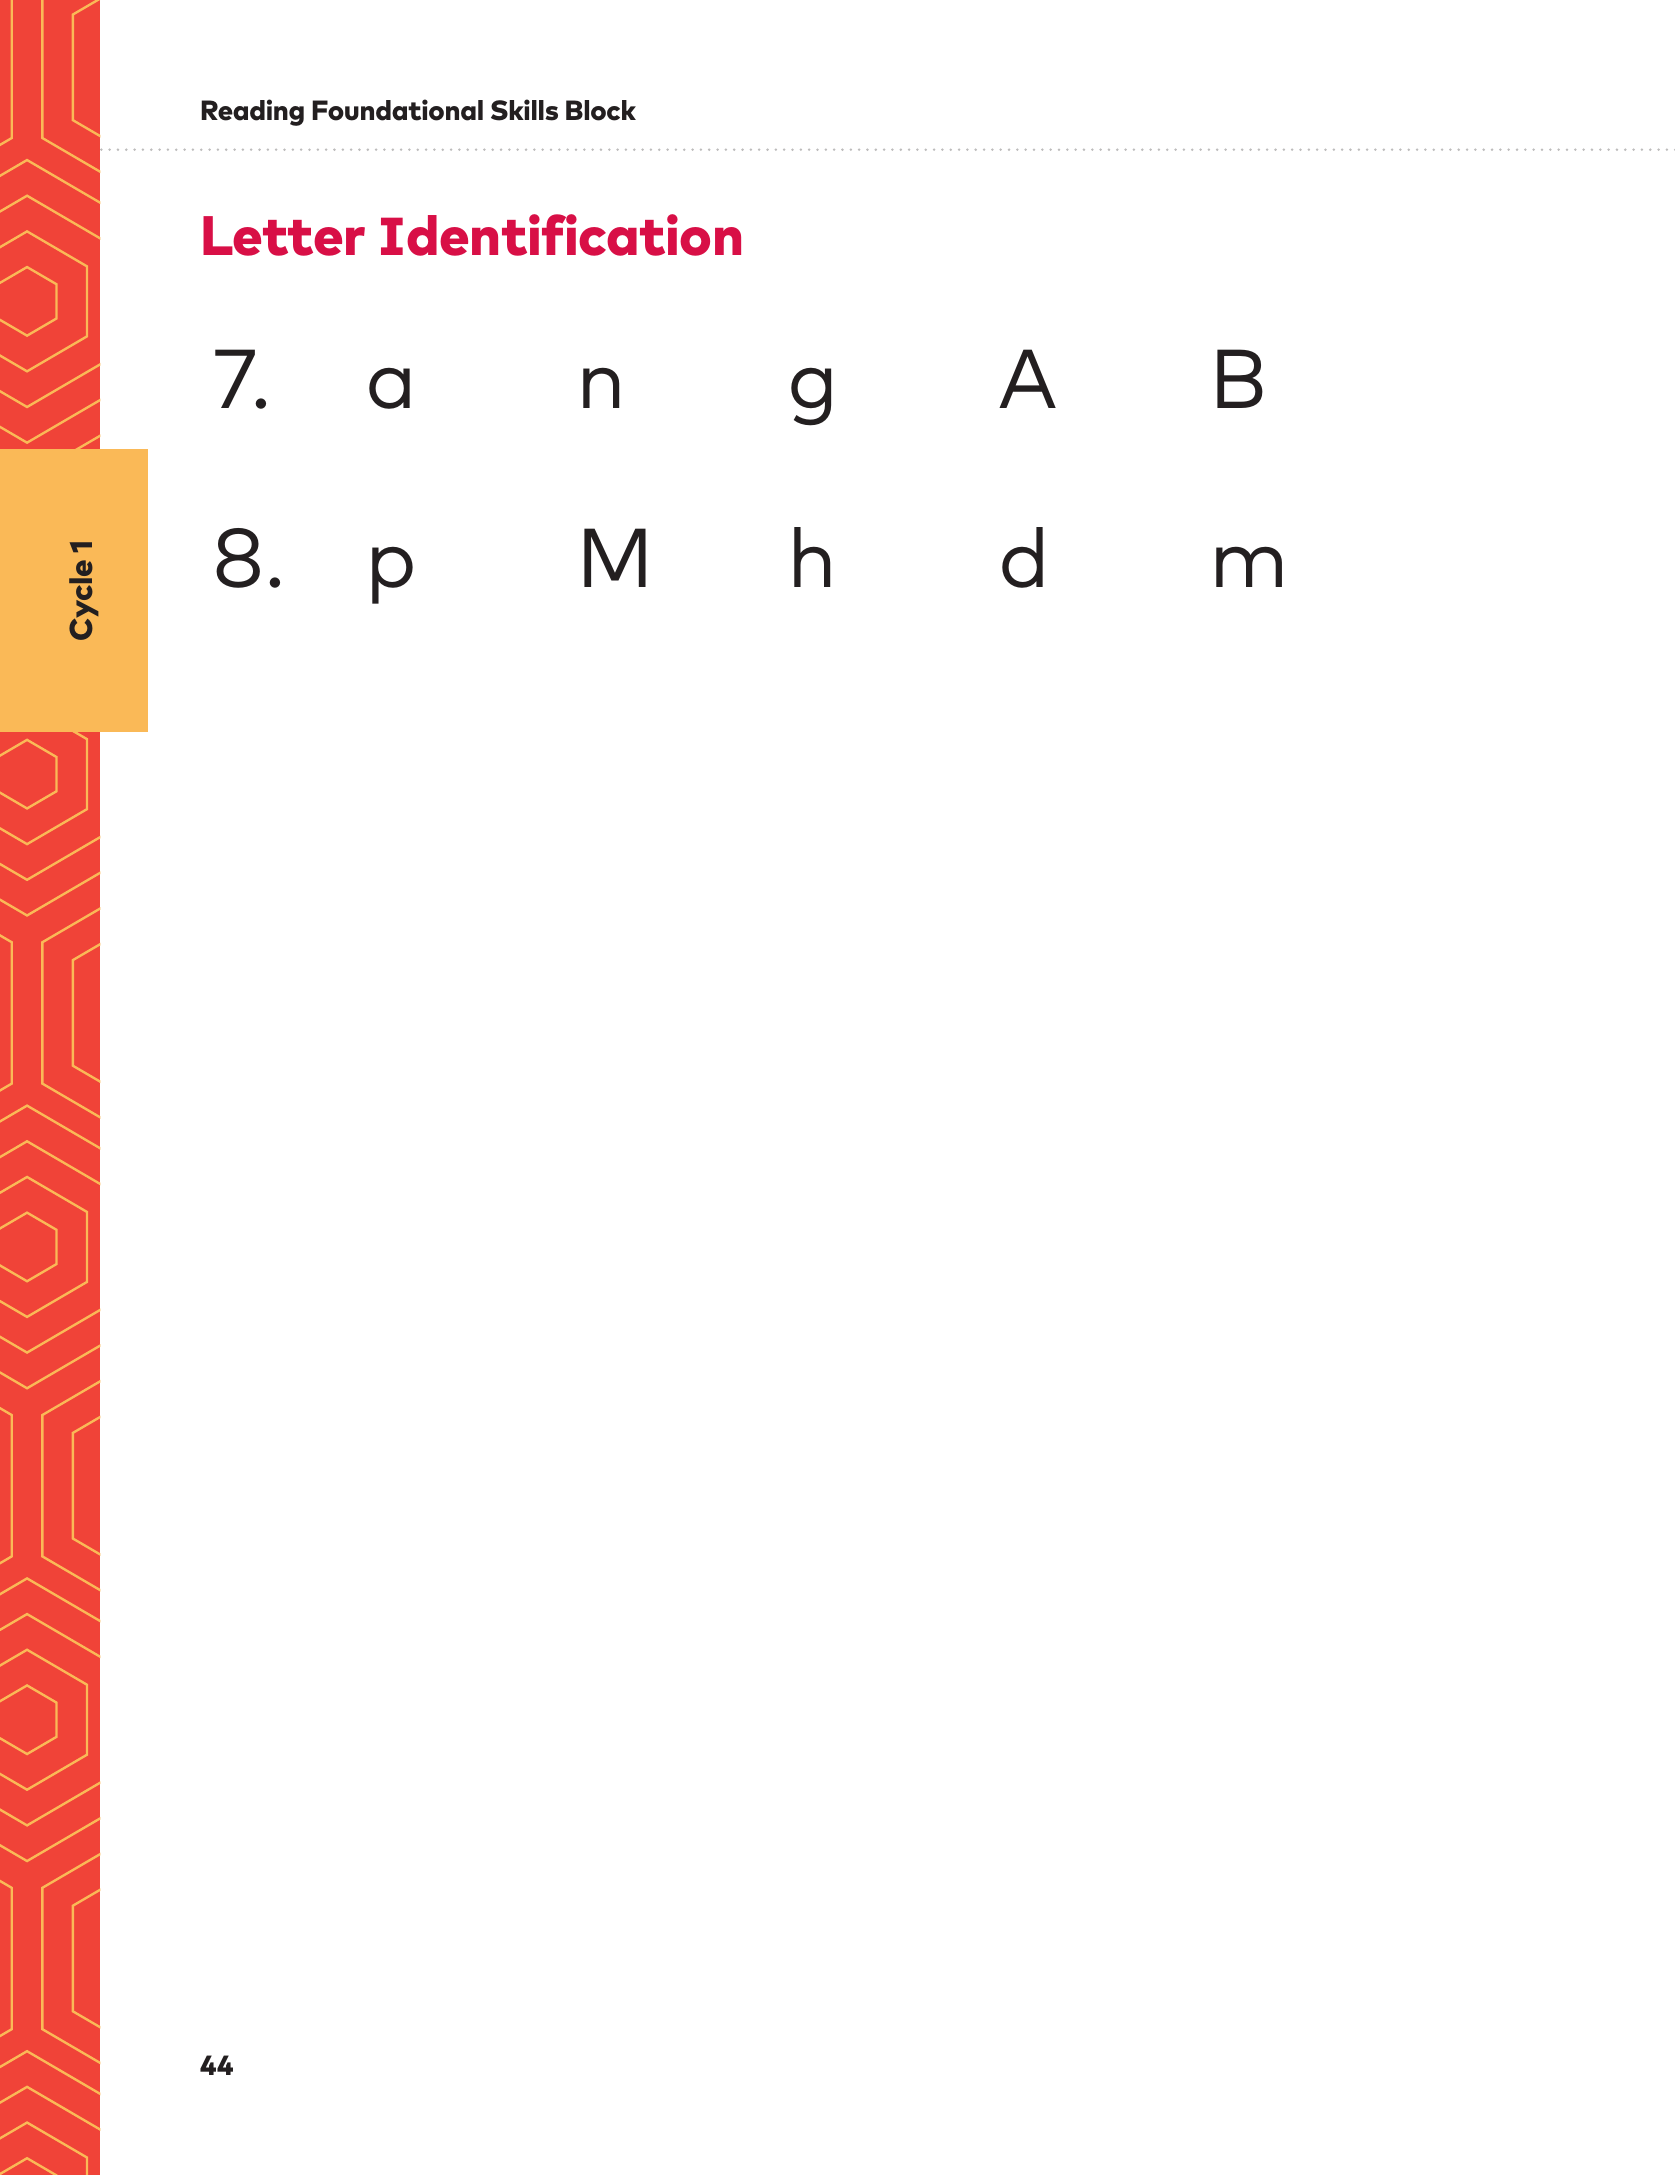 Reading Foundational Skills Block
Letter Identification
7. a n g A B
Cycle 1
8. p M h d m
44